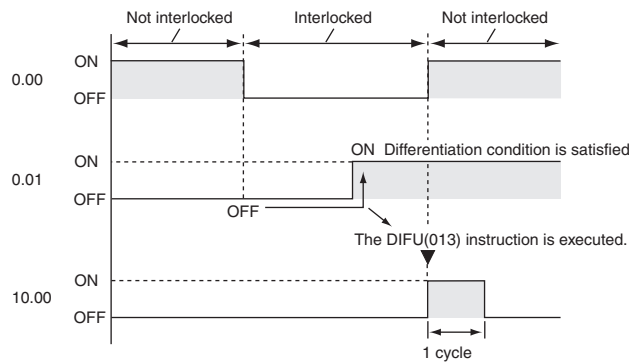 Not interlocked
Interlocked
Not interlocked
0.00
ON
OFF
ON Differentiation condition is satisfied
0.01
ON
OFF
OFF
The DIFU(013) instruction is executed.
10.00
ON
OFF
1 cycle